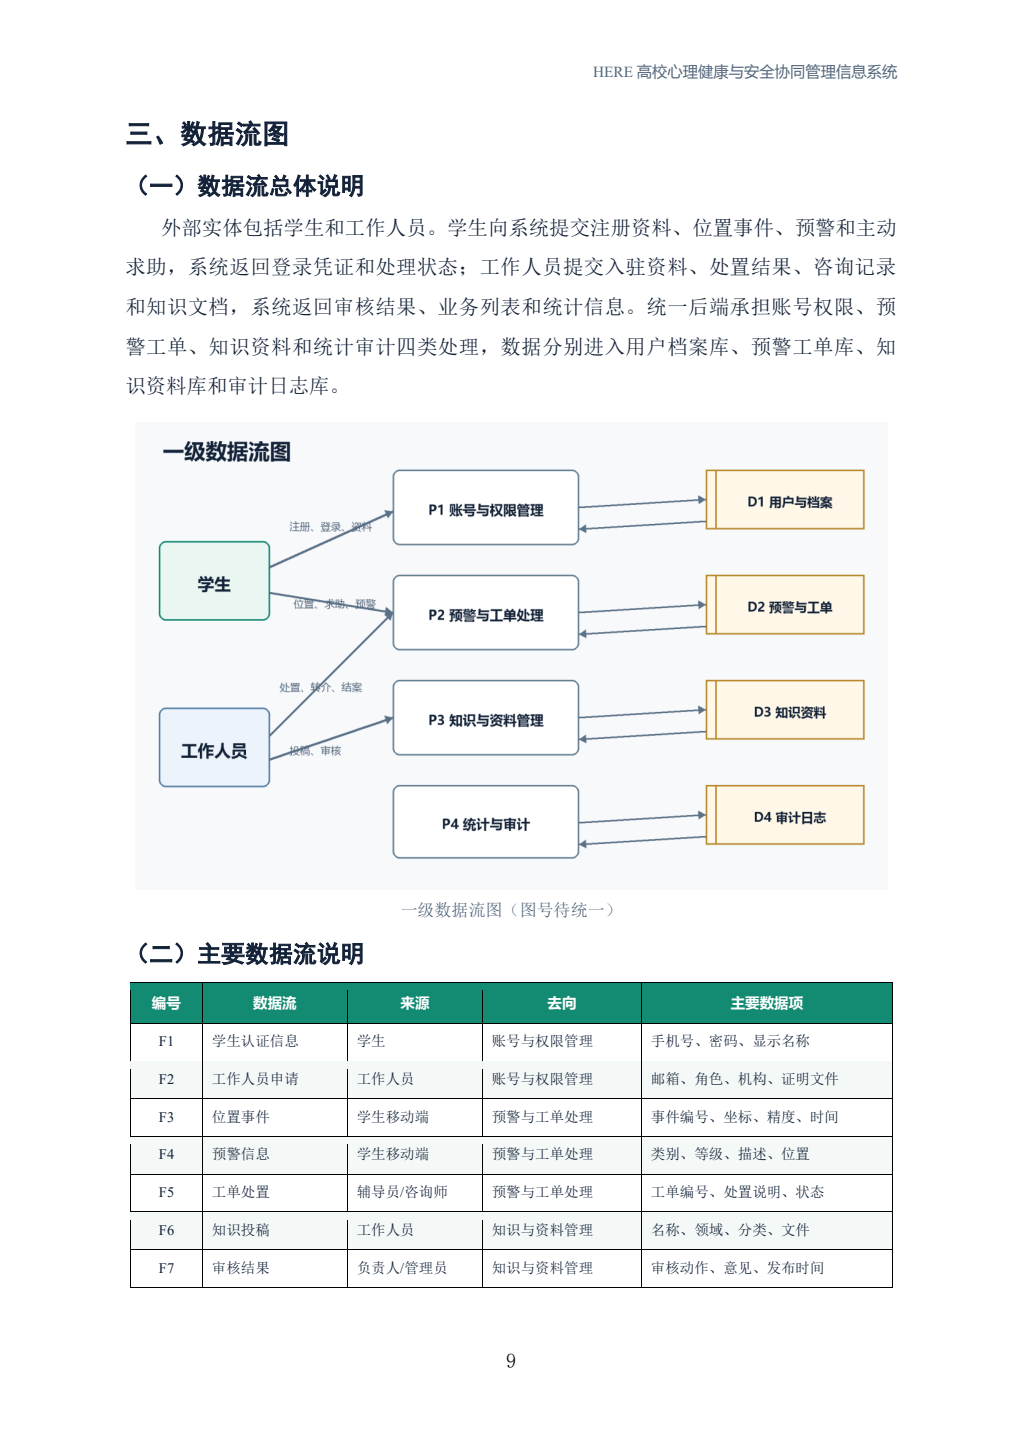 HERE 高校心理健康与安全协同管理信息系统
三、数据流图
（一）数据流总体说明
外部实体包括学生和工作人员。学生向系统提交注册资料、位置事件、预警和主动
求助，系统返回登录凭证和处理状态；工作人员提交入驻资料、处置结果、咨询记录
和知识文档，系统返回审核结果、业务列表和统计信息。统一后端承担账号权限、预
警工单、知识资料和统计审计四类处理，数据分别进入用户档案库、预警工单库、知
识资料库和审计日志库。
一级数据流图
P1 账号与权限管理
D1 用户与档案
注册、登录、资料
学生
位置、求助、预警
P2 预警与工单处理
D2 预警与工单
处置、转介、结案
工作人员
投稿、审核
P3 知识与资料管理
D3 知识资料
P4 统计与审计
D4 审计日志
一级数据流图（图号待统一）
（二）主要数据流说明
编号 数据流 来源 去向 主要数据项
F1 学生认证信息 学生 账号与权限管理 手机号、密码、显示名称
F2 工作人员申请 工作人员 账号与权限管理 邮箱、角色、机构、证明文件
F3 位置事件 学生移动端 预警与工单处理 事件编号、坐标、精度、时间
F4 预警信息 学生移动端 预警与工单处理 类别、等级、描述、位置
F5 工单处置 辅导员/咨询师 预警与工单处理 工单编号、处置说明、状态
F6 知识投稿 工作人员 知识与资料管理 名称、领域、分类、文件
F7 审核结果 负责人/管理员 知识与资料管理 审核动作、意见、发布时间
9